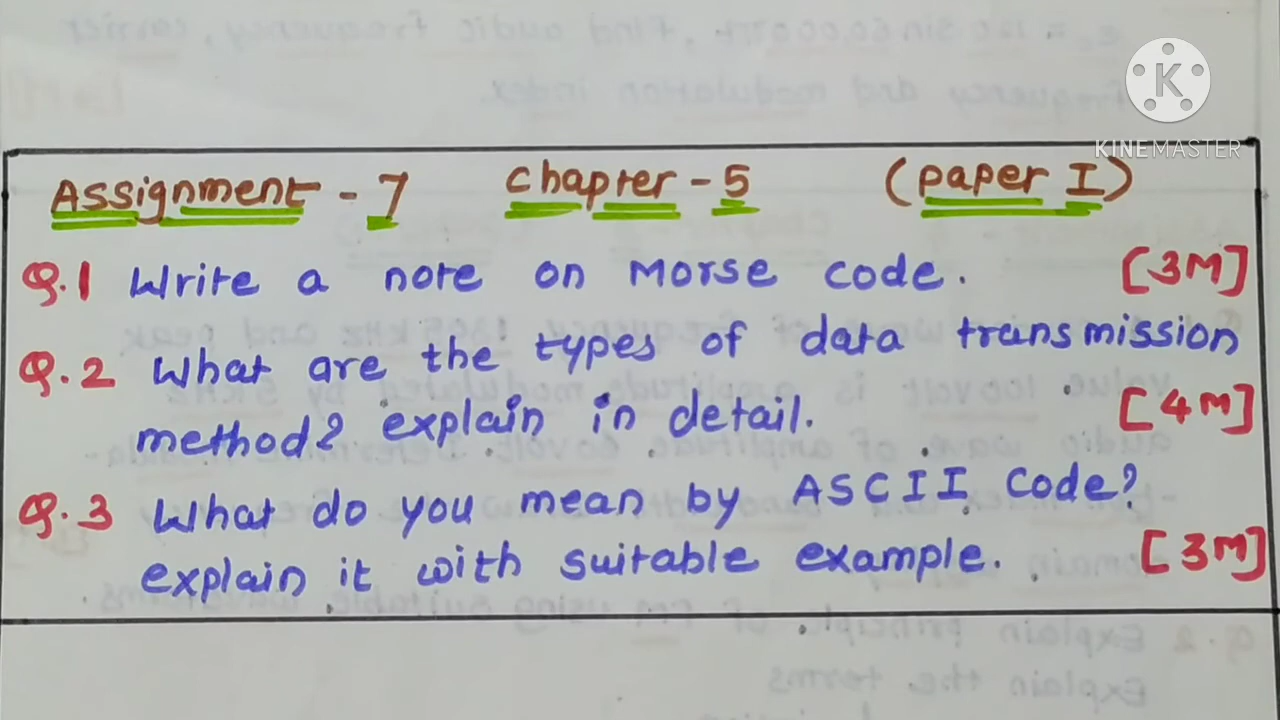 KINEMASTER
Assignment - 7 Chapter - 5 (paper I)
Q.1 Write a note on Morse code. [3M]
Q.2 What are the types of data transmission
method? explain in detail. [4M]
Q.3 What do you mean by ASCII Code?
explain it with suitable example. [3M]